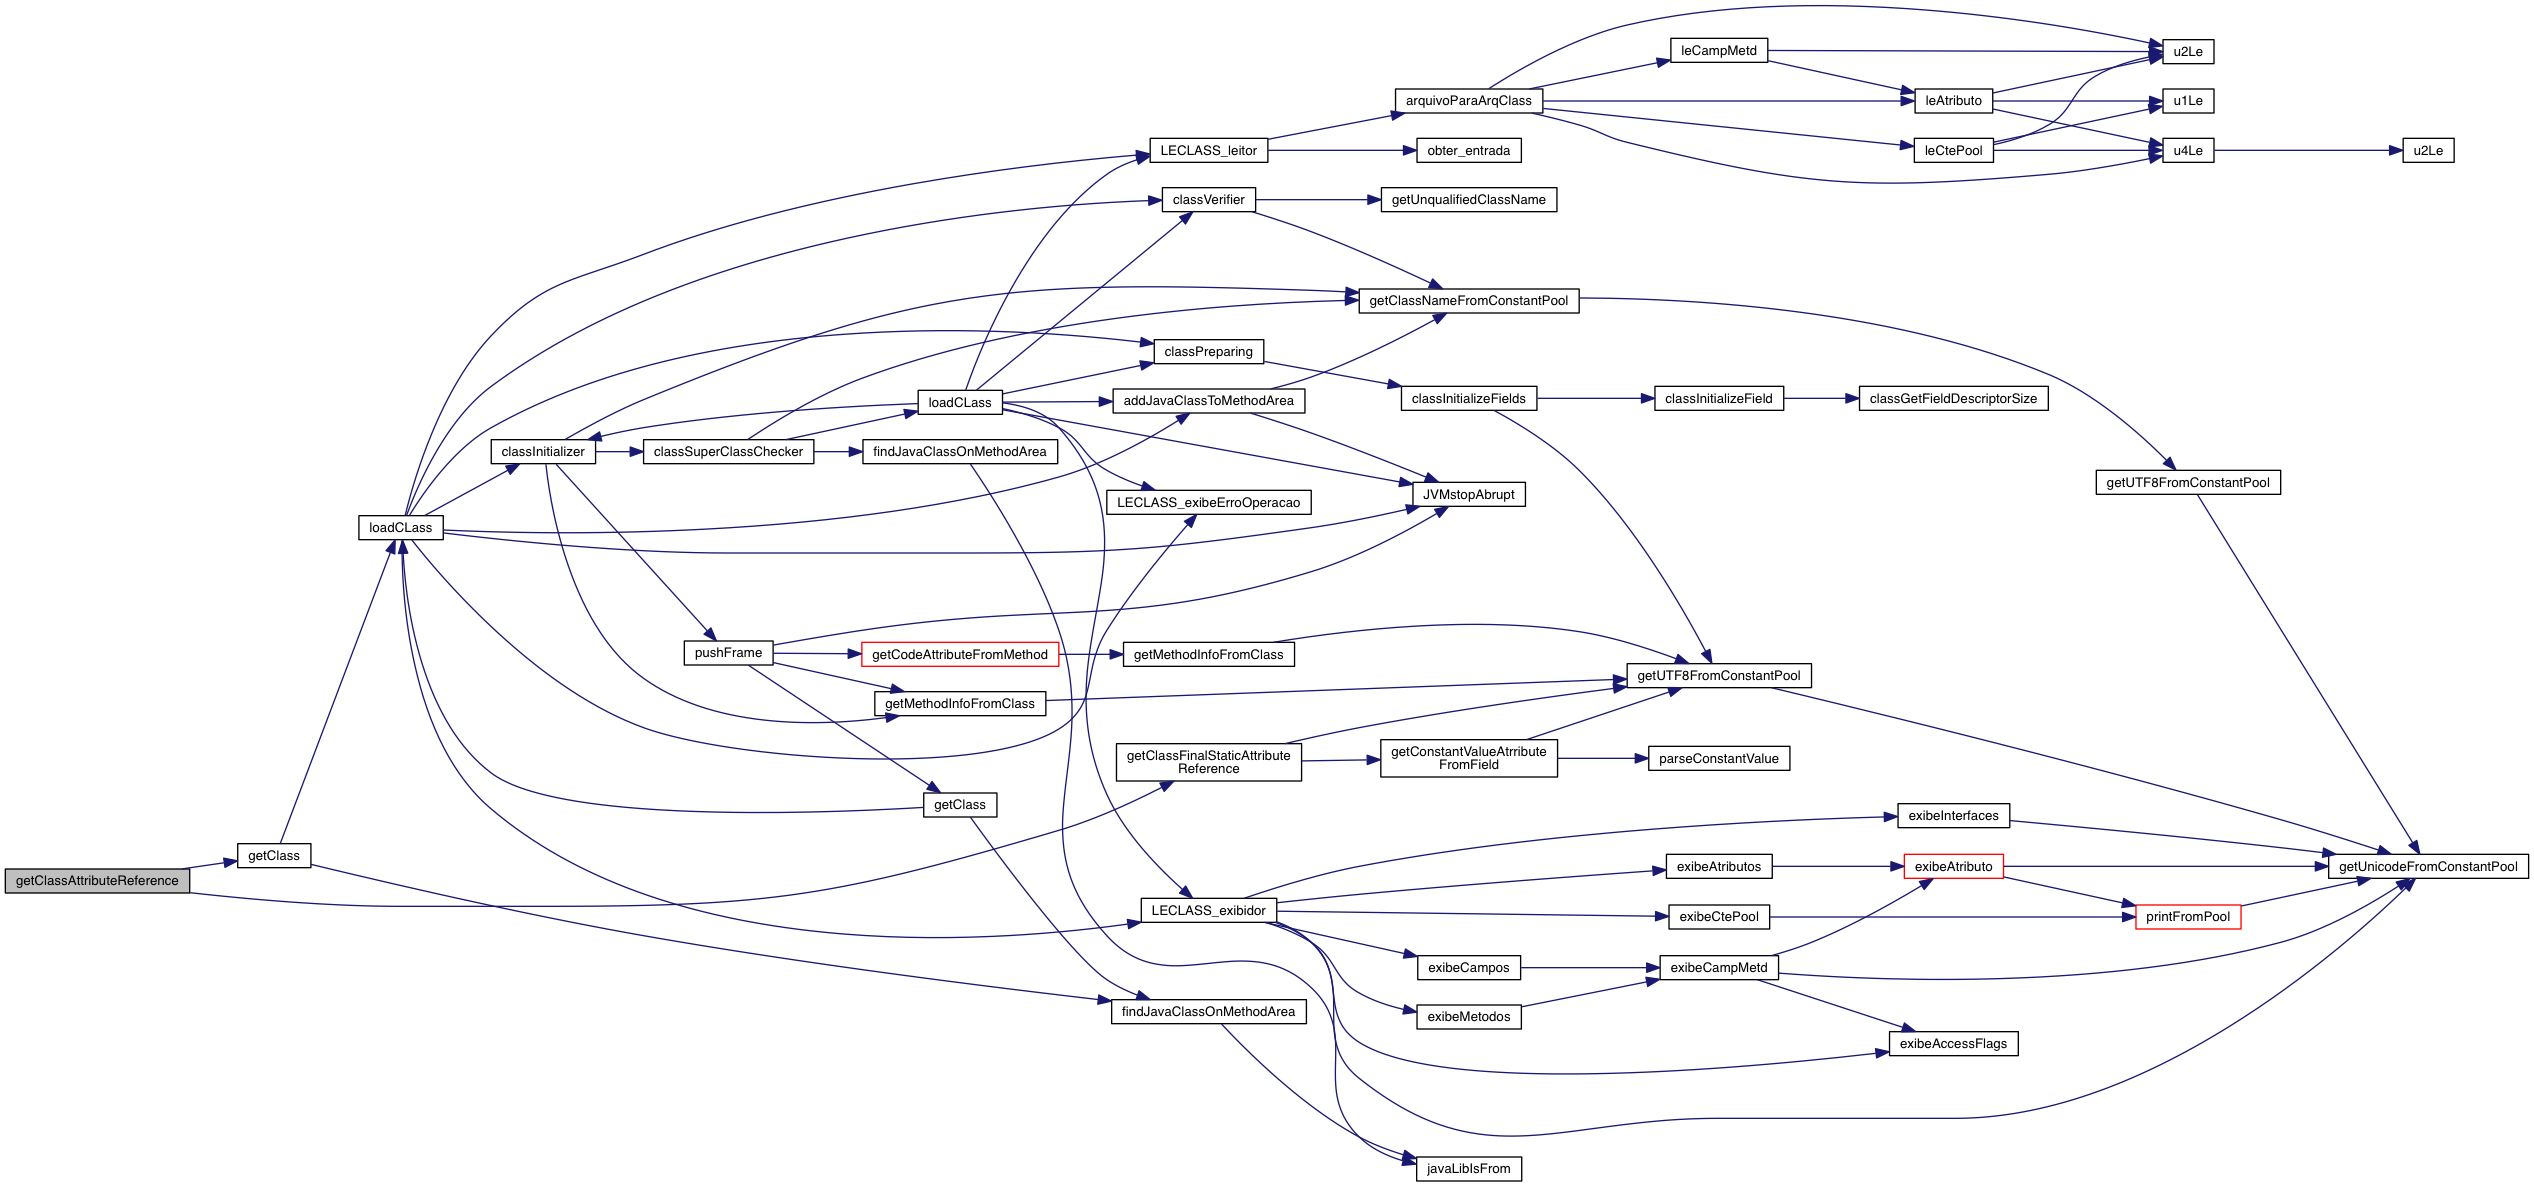 getClassAttributeReference
getClass
loadCLass
classInitializer
classSuperClassChecker
pushFrame
loadCLass
findJavaClassOnMethodArea
getCodeAttributeFromMethod
getMethodInfoFromClass
getClass
LECLASS_leitor
classVerifier
classPreparing
addJavaClassToMethodArea
LECLASS_exibeErroOperacao
getMethodInfoFromClass
getClassFinalStaticAttribute
Reference
LECLASS_exibidor
findJavaClassOnMethodArea
arquivoParaArqClass
obter_entrada
getUnqualifiedClassName
getClassNameFromConstantPool
classInitializeFields
JVMstopAbrupt
getConstantValueAtrribute
FromField
exibeCampos
exibeMetodos
javaLibIsFrom
leCampMetd
classInitializeField
getUTF8FromConstantPool
parseConstantValue
exibeAtributos
exibeCtePool
exibeCampMetd
leAtributo
leCtePool
classGetFieldDescriptorSize
exibeInterfaces
exibeAtributo
exibeAccessFlags
u2Le
u1Le
u4Le
getUTF8FromConstantPool
printFromPool
u2Le
getUnicodeFromConstantPool